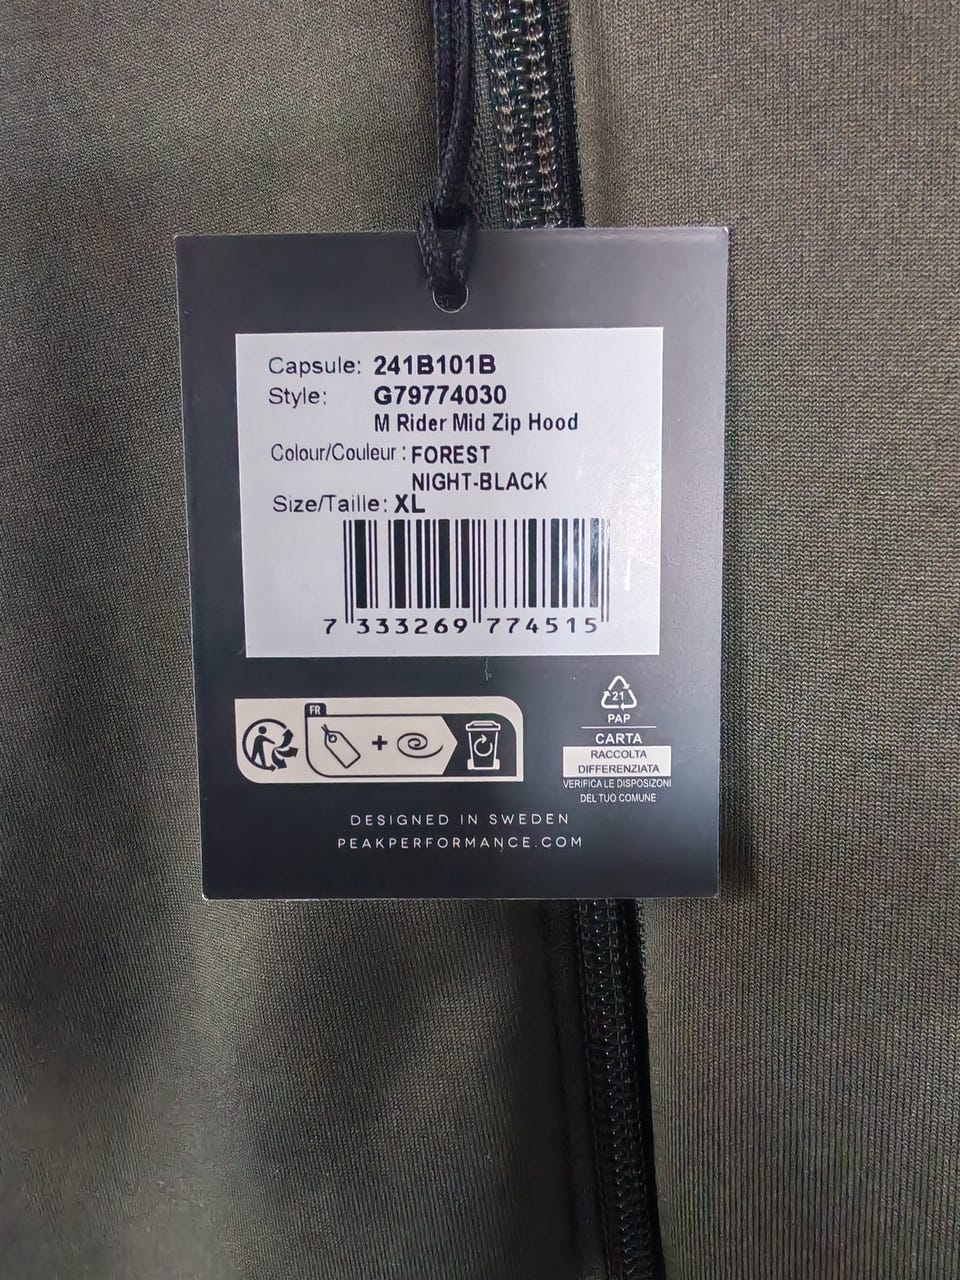 Capsule: 241B101B
Style: G79774030
M Rider Mid Zip Hood
Colour/Couleur : FOREST
NIGHT-BLACK
Size/Taille: XL
7 333269 774515
FR
+
21
PAP
CARTA
RACCOLTA
DIFFERENZIATA
VERIFICA LE DISPOSIZONI
DEL TUO COMUNE
DESIGNED IN SWEDEN
PEAKPERFORMANCE.COM